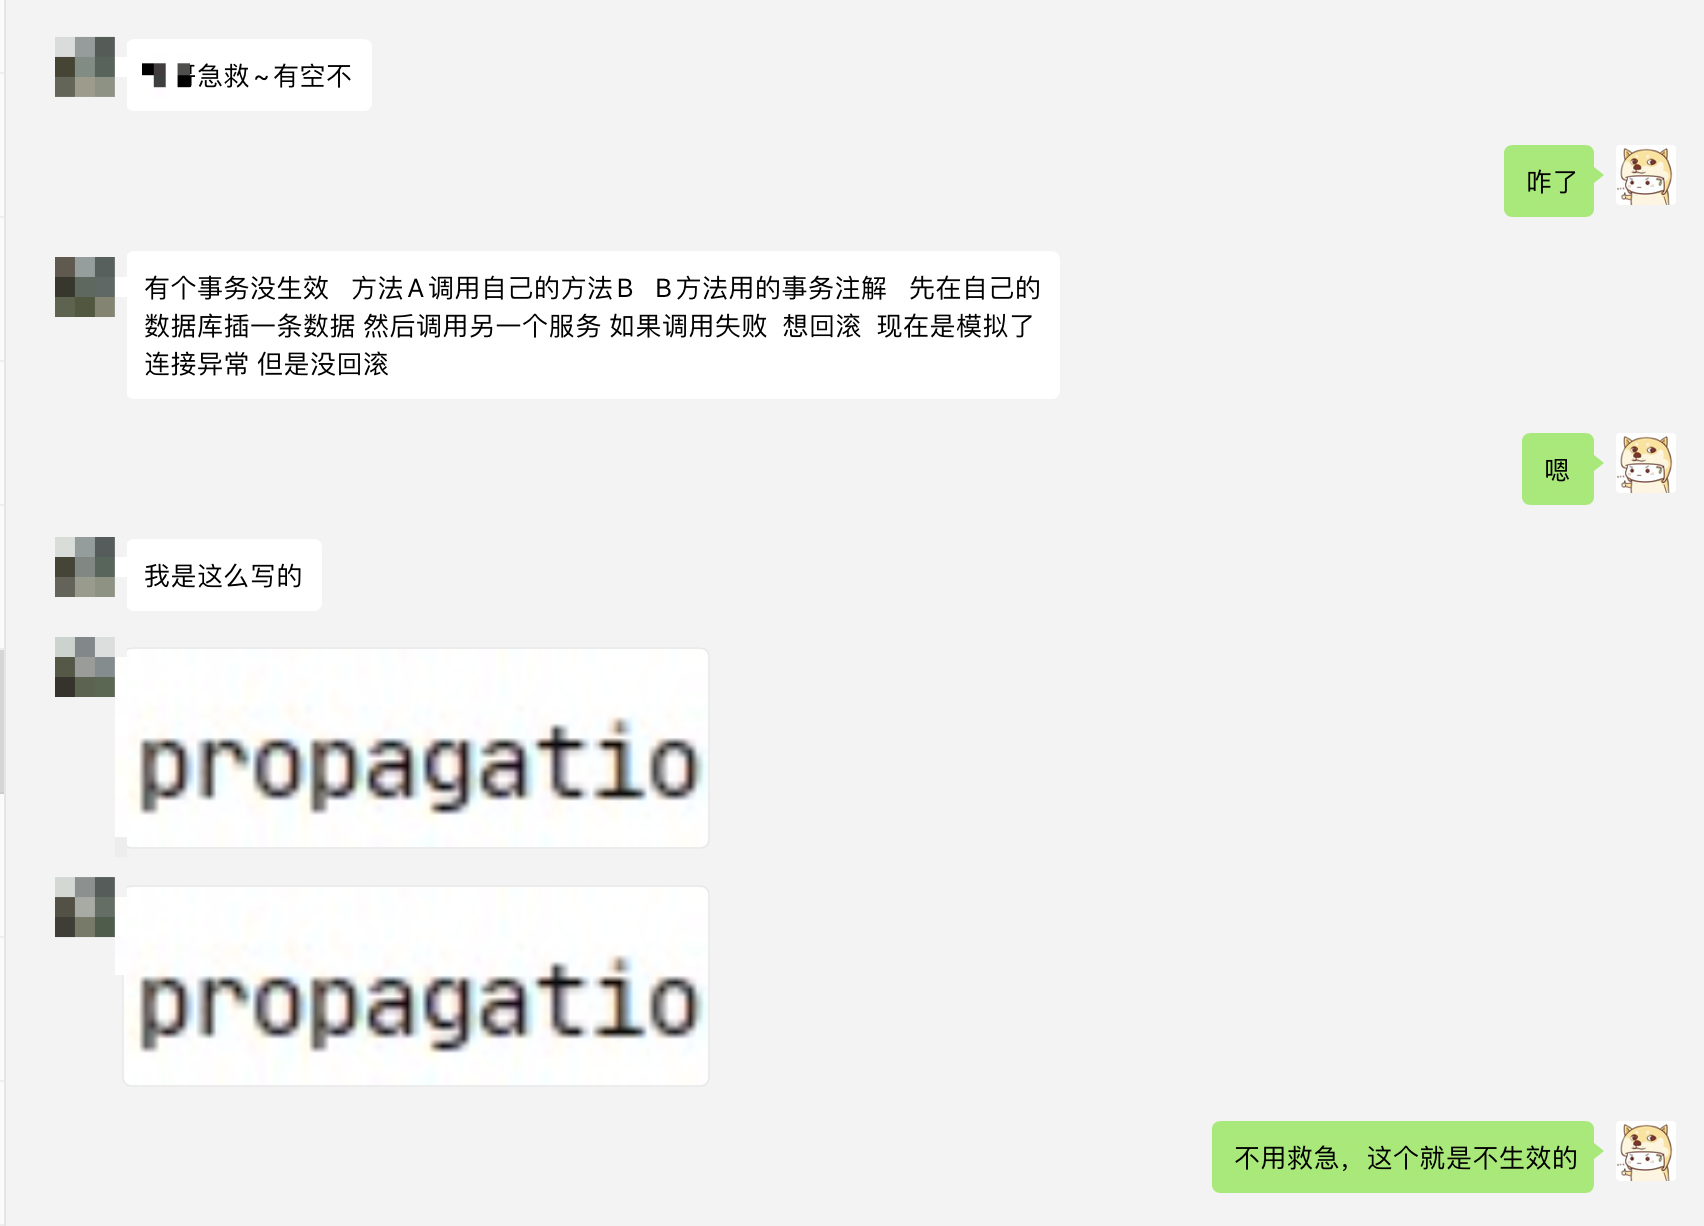 急救~有空不
咋了
有个事务没生效 方法A调用自己的方法B B方法用的事务注解 先在自己的
数据库插一条数据 然后调用另一个服务 如果调用失败 想回滚 现在是模拟了
连接异常 但是没回滚
嗯
我是这么写的
propagatio
propagatio
不用救急，这个就是不生效的